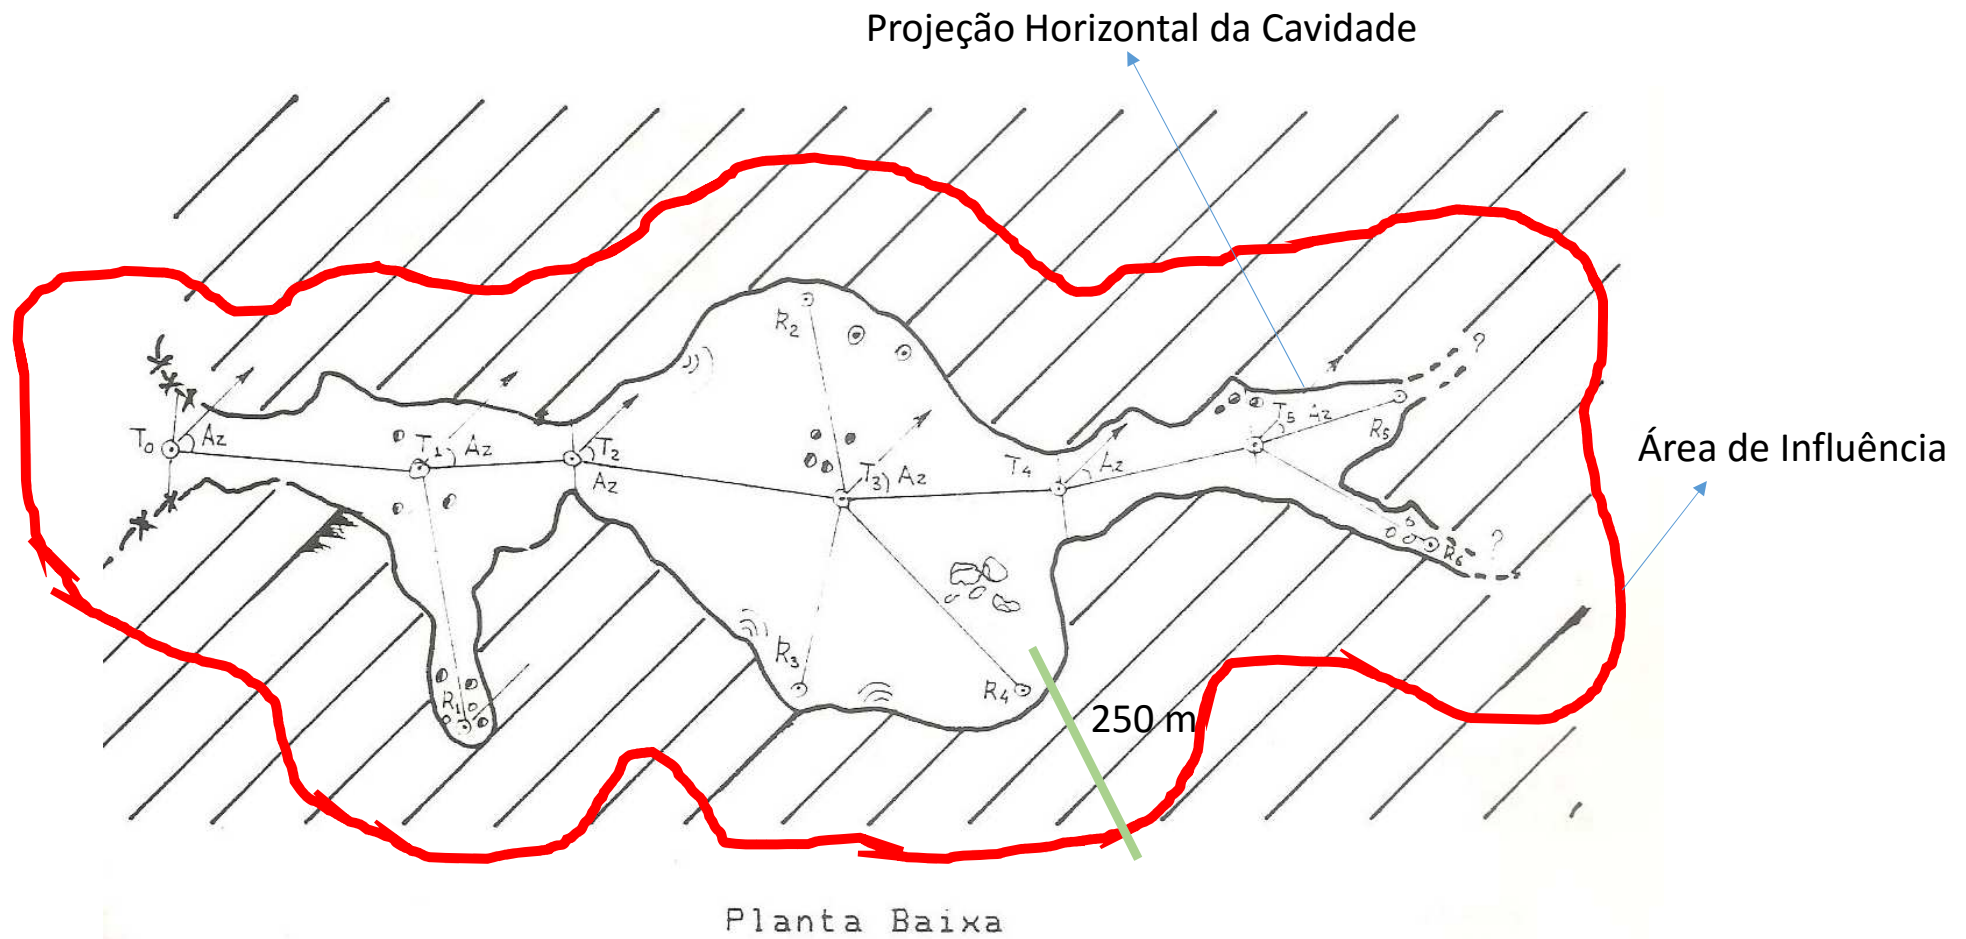 Projeção Horizontal da Cavidade
R2
?
T0
Az
T1
Az
T2
Az
T3
Az
T4
Az
T5
Az
R5
Área de Influência
?
R6
R3
R4
R1
250 m
Planta Baixa